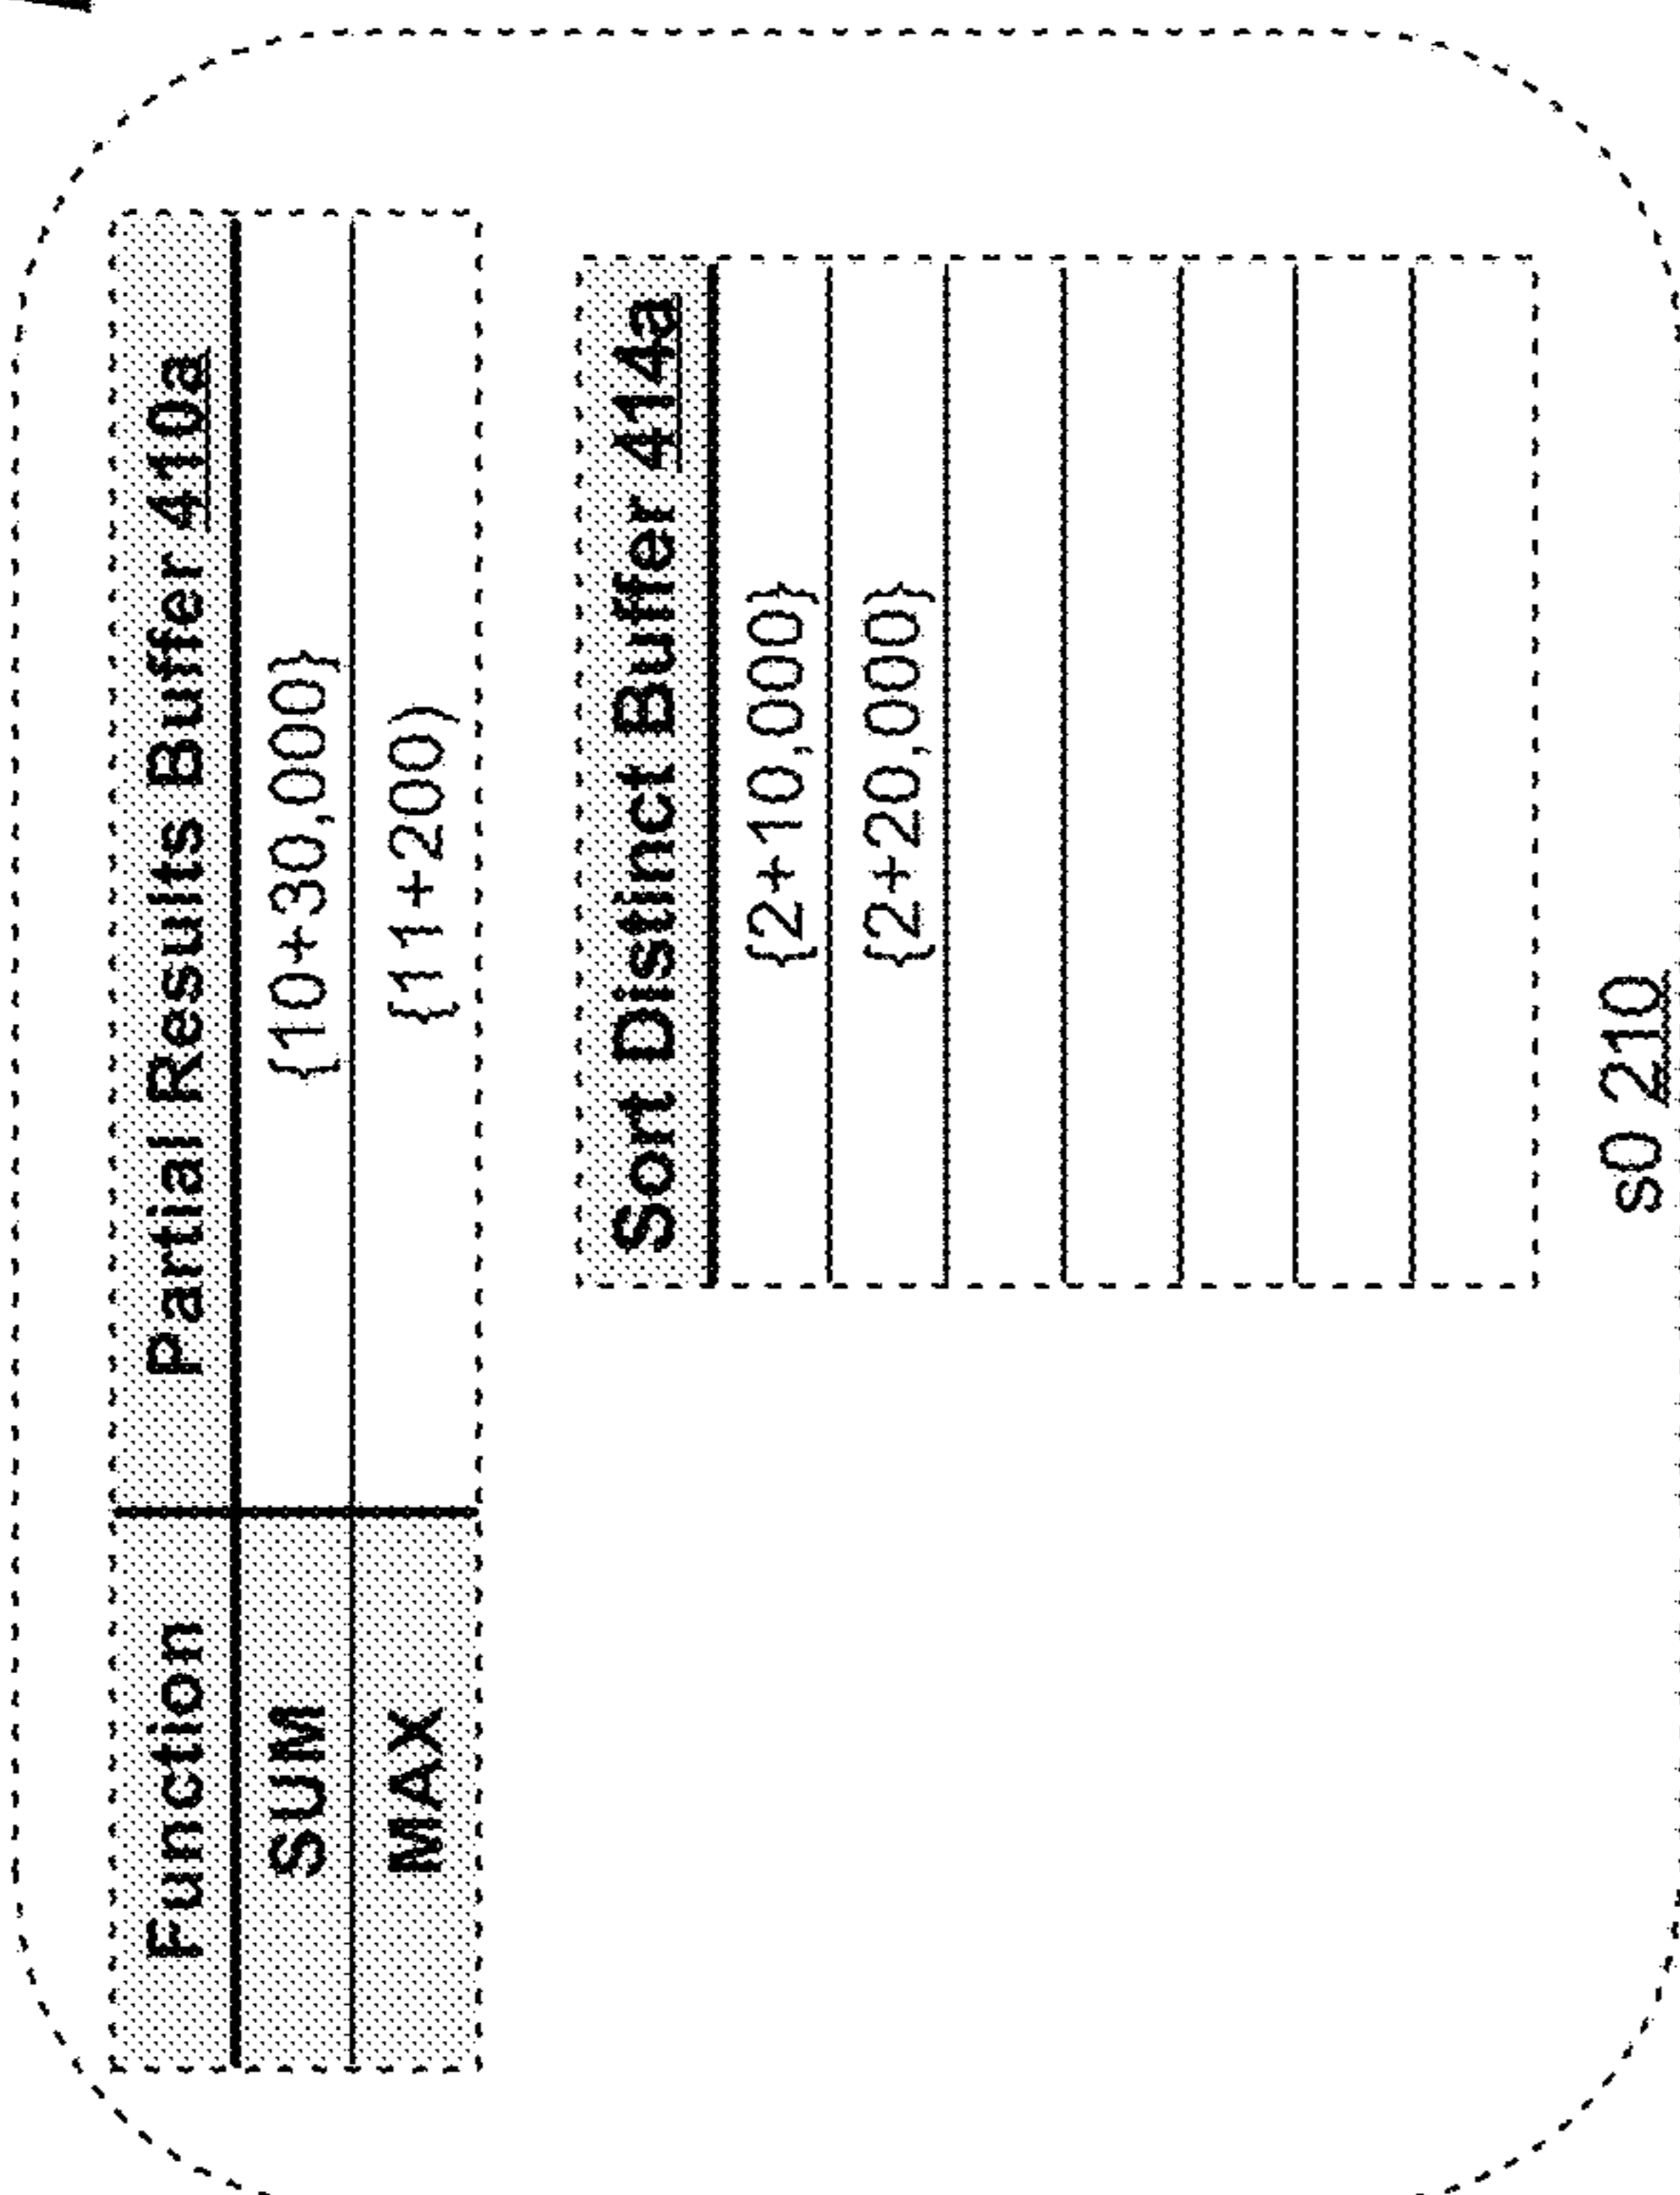 Function Partial Results Buffer 410a
SUM {10+30,000}
MAX {11+200)
Sort Distinct Buffer 414a
{2+10,000}
{2+20,000}
s0 210